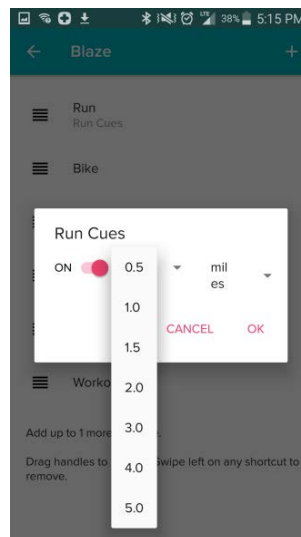 38% 5:15 PM
Blaze
Run
Run Cues
Bike
Run Cues
ON 0.5 mil
es
1.0
CANCEL OK
1.5
Worko
2.0
Add up to 1 more
3.0
Drag handles to wipe left on any shortcut to
remove.
4.0
5.0